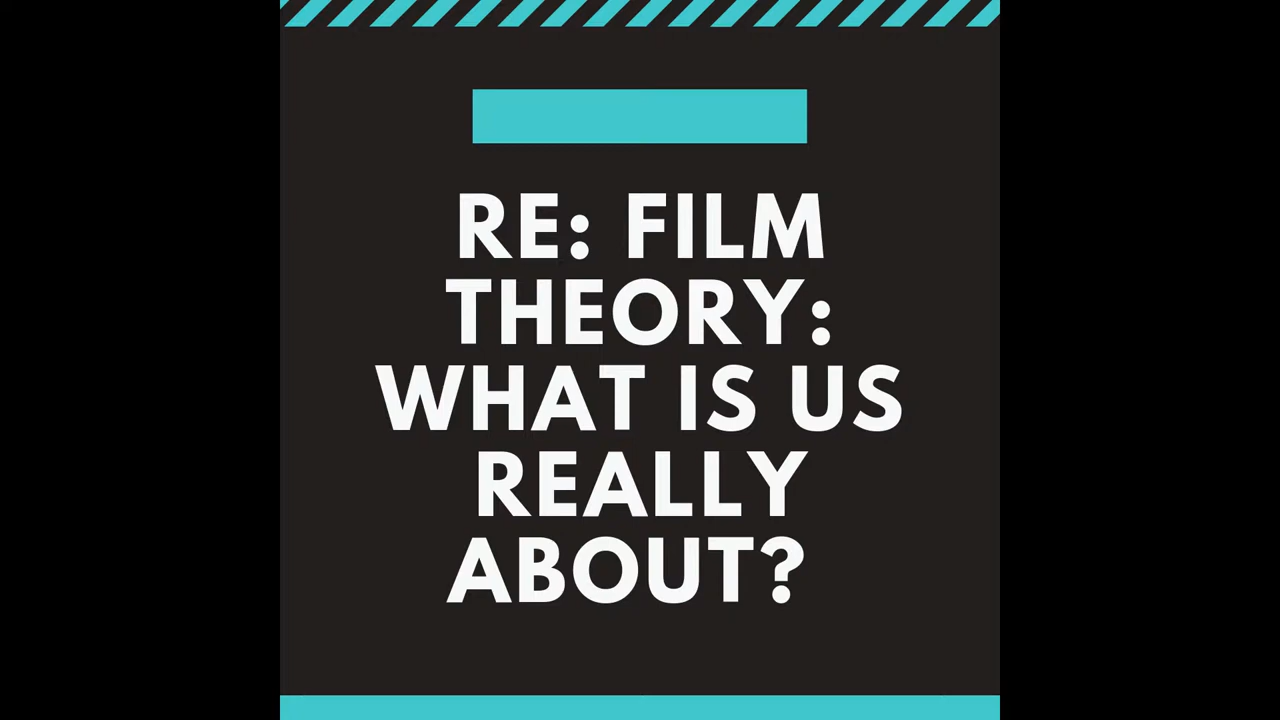 RE: FILM
THEORY:
WHAT IS US
REALLY
ABOUT?